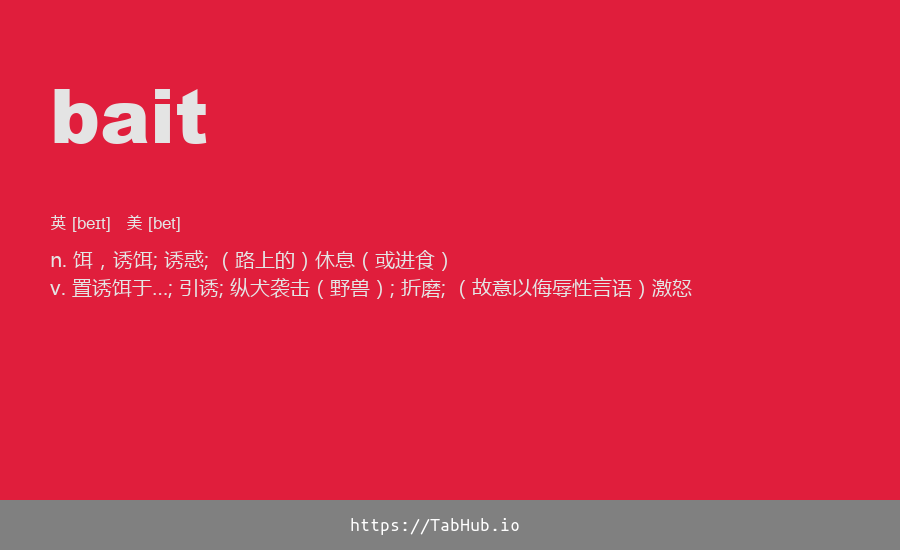 bait
英 [beɪt] 美 [bet]
n. 饵，诱饵; 诱惑; （路上的）休息（或进食）
v. 置诱饵于…; 引诱; 纵犬袭击（野兽）; 折磨; （故意以侮辱性言语）激怒
https://TabHub.io